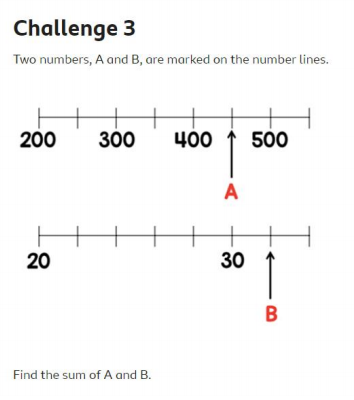 Challenge 3
Two numbers, A and B, are marked on the number lines.
200 300 400 500
A
20 30
B
Find the sum of A and B.